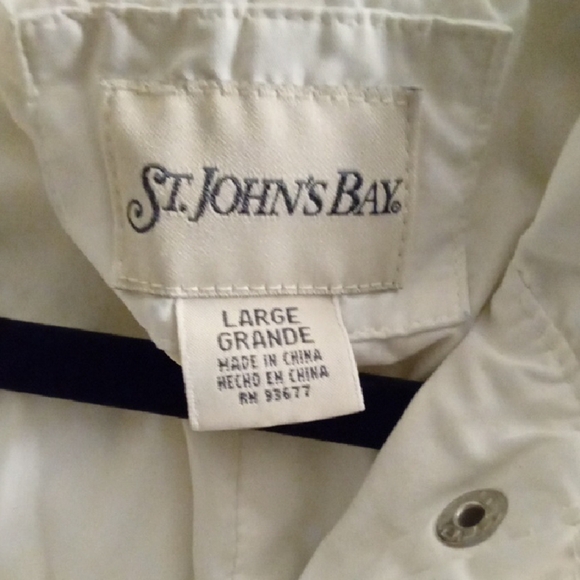 ST. JOHN'S BAY®
LARGE
GRANDE
MADE IN CHINA
HECHO EN CHINA
RN 93677